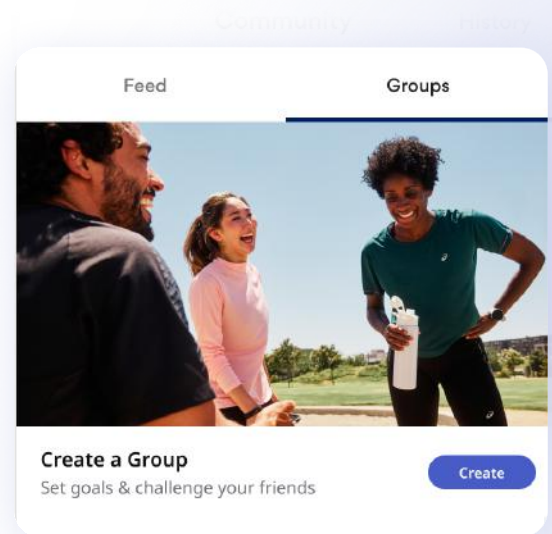 Community History
Feed Groups
Create a Group
Set goals & challenge your friends
Create